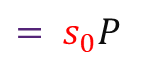 = s₀P